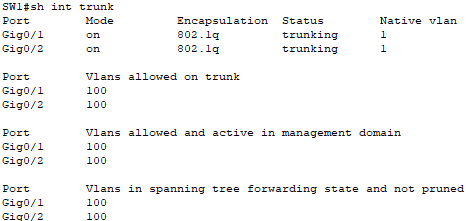 SW1#sh int trunk
Port Mode Encapsulation Status Native vlan
Gig0/1 on 802.1q trunking 1
Gig0/2 on 802.1q trunking 1
Port Vlans allowed on trunk
Gig0/1 100
Gig0/2 100
Port Vlans allowed and active in management domain
Gig0/1 100
Gig0/2 100
Port Vlans in spanning tree forwarding state and not pruned
Gig0/1 100
Gig0/2 100